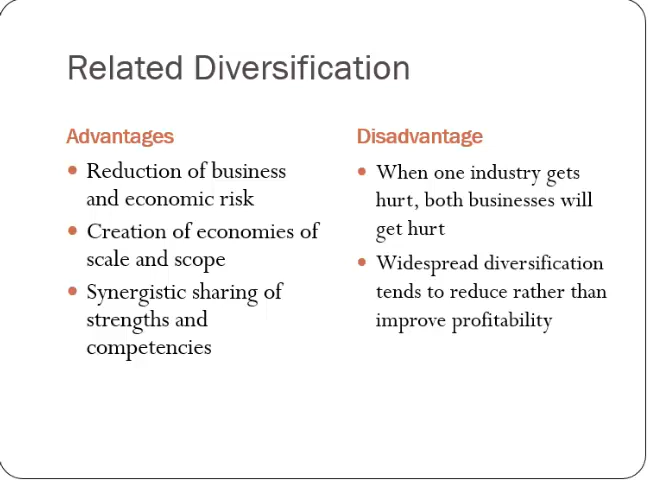 Related Diversification
Advantages
• Reduction of business
and economic risk
• Creation of economies of
scale and scope
• Synergistic sharing of
strengths and
competencies
Disadvantage
• When one industry gets
hurt, both businesses will
get hurt
• Widespread diversification
tends to reduce rather than
improve profitability